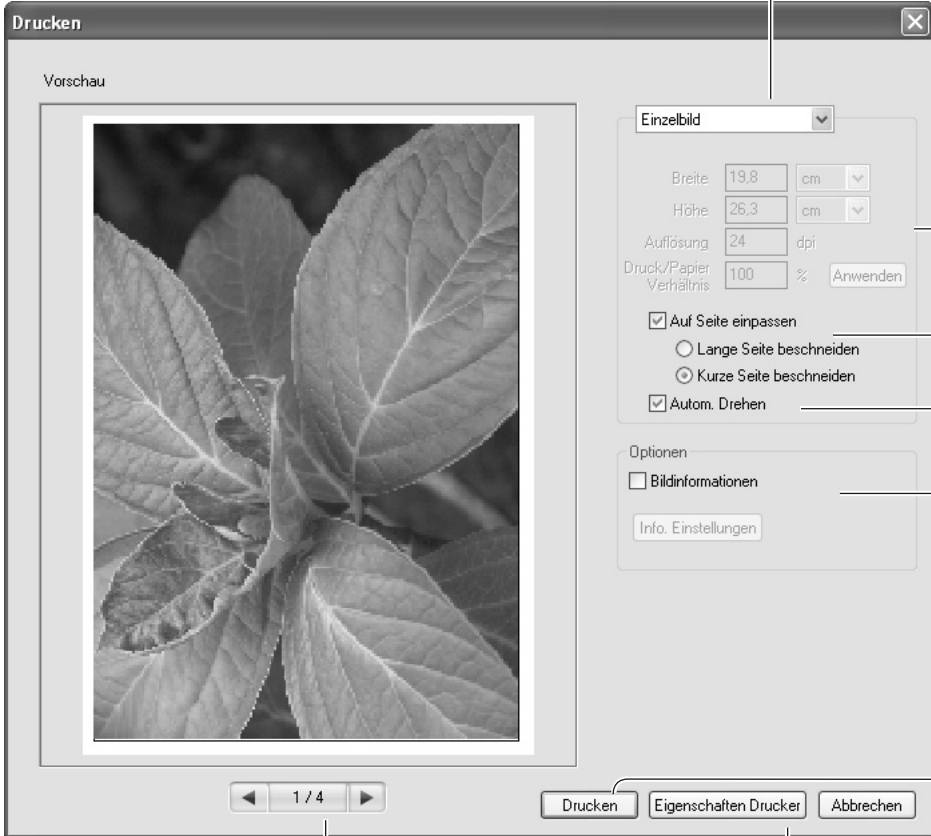 Drucken
Vorschau
Einzelbild
Breite 19,8 cm
Höhe 26,3 cm
Auflösung 24 dpi
Druck/Papier
Verhältnis 100 % Anwenden
Auf Seite einpassen
Lange Seite beschneiden
Kurze Seite beschneiden
Autom. Drehen
Optionen
Bildinformationen
Info. Einstellungen
1 / 4
Drucken Eigenschaften Drucker Abbrechen